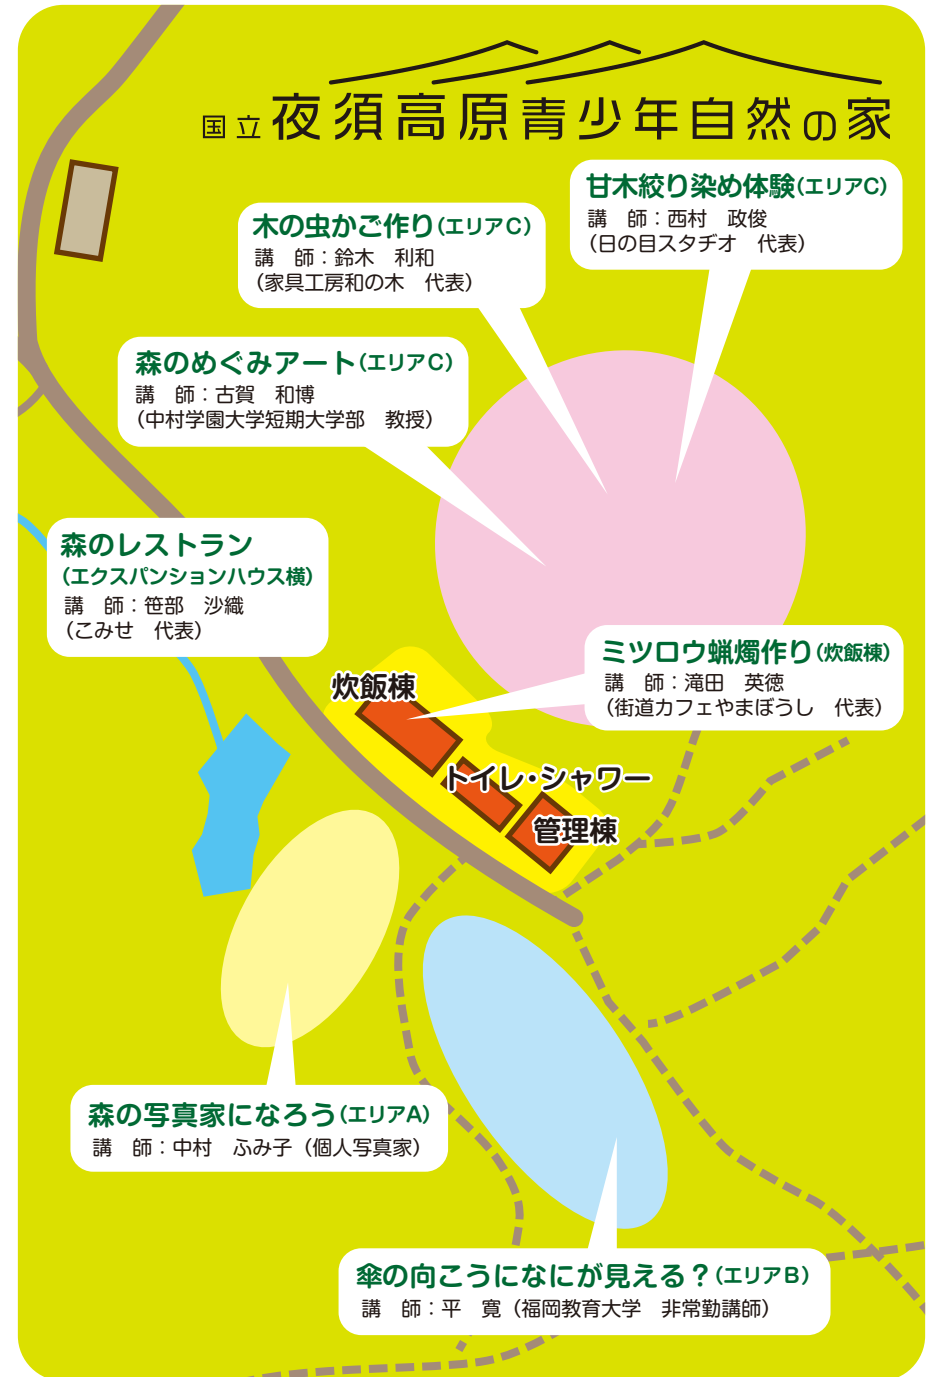 国立 夜須高原青少年自然の家
甘木絞り染め体験(エリアC)
講　師：西村　政俊
(日の目スタヂオ　代表)
木の虫かご作り(エリアC)
講　師：鈴木　利和
(家具工房和の木　代表)
森のめぐみアート(エリアC)
講　師：古賀　和博
(中村学園大学短期大学部　教授)
森のレストラン
(エクスパンションハウス横)
講　師：笹部　沙織
(こみせ　代表)
ミツロウ蝋燭作り(炊飯棟)
講　師：滝田　英徳
(街道カフェやまぼうし　代表)
炊飯棟
トイレ・シャワー
管理棟
森の写真家になろう(エリアA)
講　師：中村　ふみ子（個人写真家）
傘の向こうになにが見える？(エリアB)
講　師：平　寛（福岡教育大学　非常勤講師）